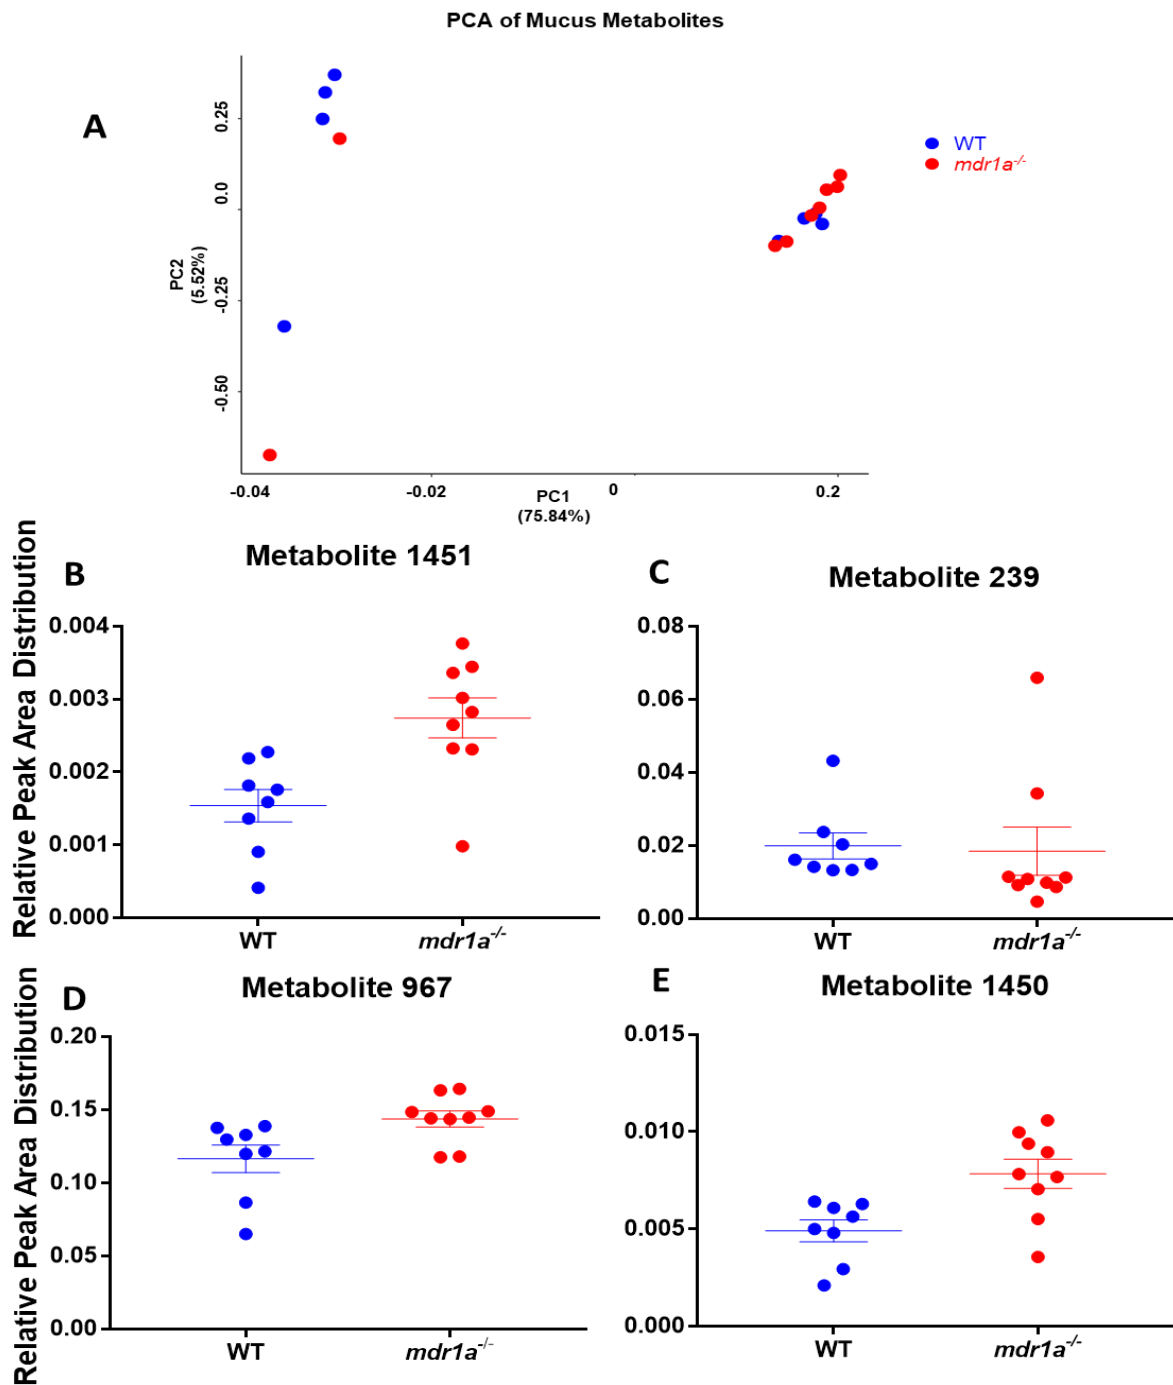 PCA of Mucus Metabolites
A
0.25
0.0
-0.25
-0.50
PC2
(5.52%)
WT
mdr1a-/-
-0.04
-0.02
0
0.2
PC1
(75.84%)
B
Metabolite 1451
Relative Peak Area Distribution
0.004
0.003
0.002
0.001
0.000
WT
mdr1a-/-
C
Metabolite 239
0.08
0.06
0.04
0.02
0.00
WT
mdr1a-/-
D
Metabolite 967
Relative Peak Area Distribution
0.20
0.15
0.10
0.05
0.00
WT
mdr1a-/-
E
Metabolite 1450
0.015
0.010
0.005
0.000
WT
mdr1a-/-